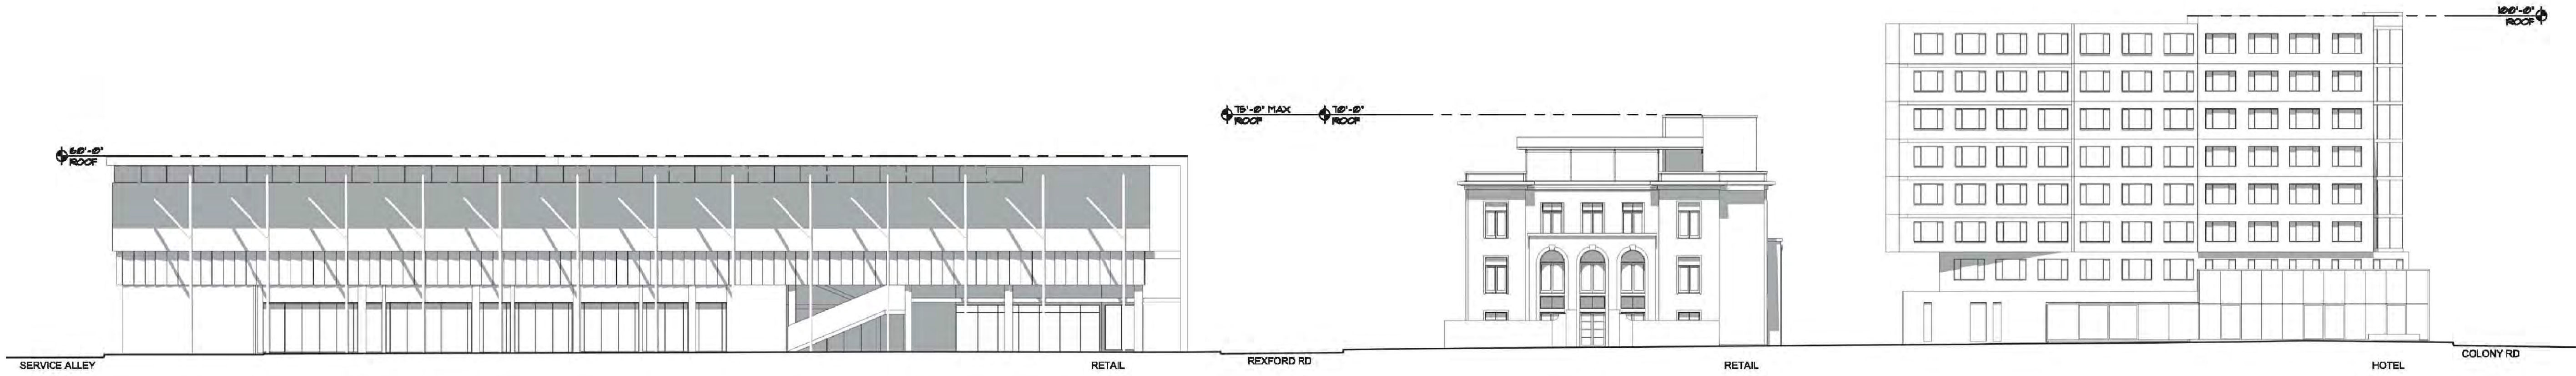 100'-0"
ROOF
75'-0" MAX
ROOF
70'-0"
ROOF
60'-0"
ROOF
SERVICE ALLEY
RETAIL
REXFORD RD
RETAIL
HOTEL
COLONY RD